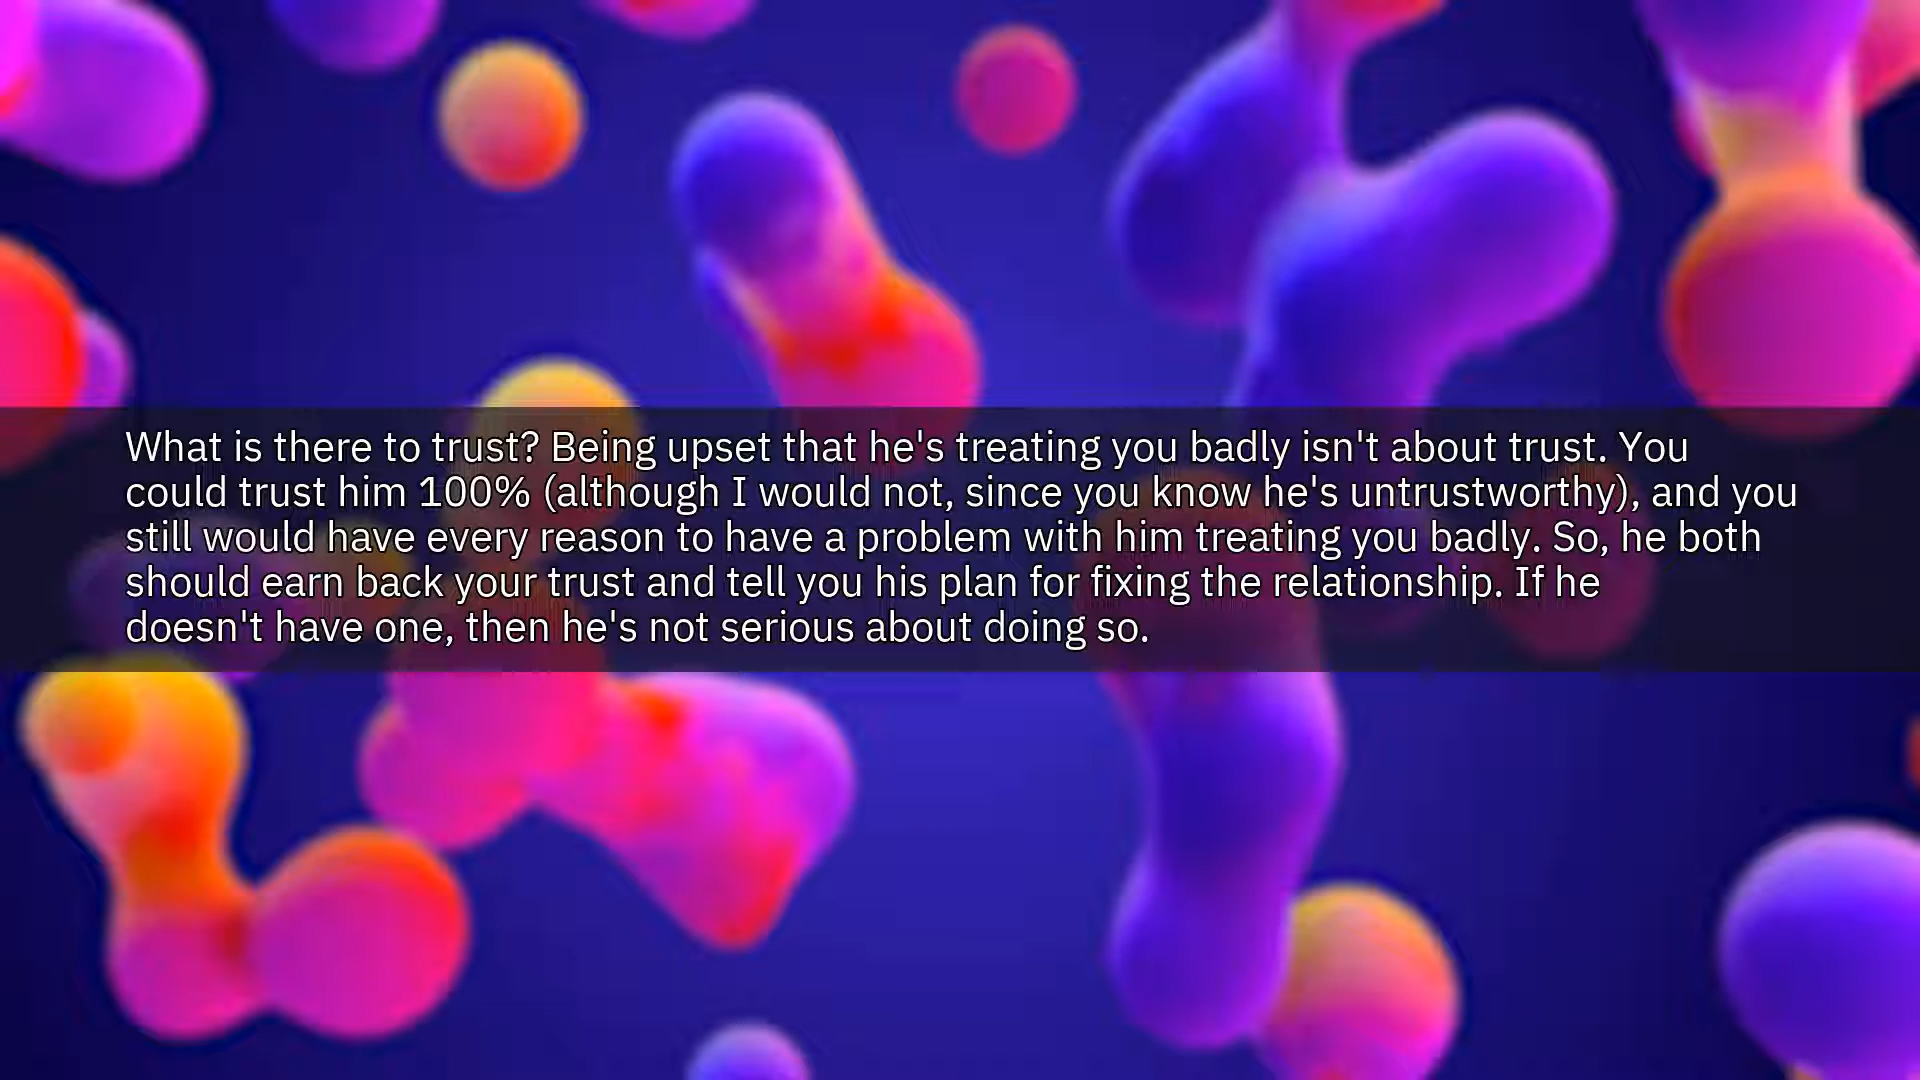 What is there to trust? Being upset that he's treating you badly isn't about trust. You
could trust him 100% (although I would not, since you know he's untrustworthy), and you
still would have every reason to have a problem with him treating you badly. So, he both
should earn back your trust and tell you his plan for fixing the relationship. If he
doesn't have one, then he's not serious about doing so.